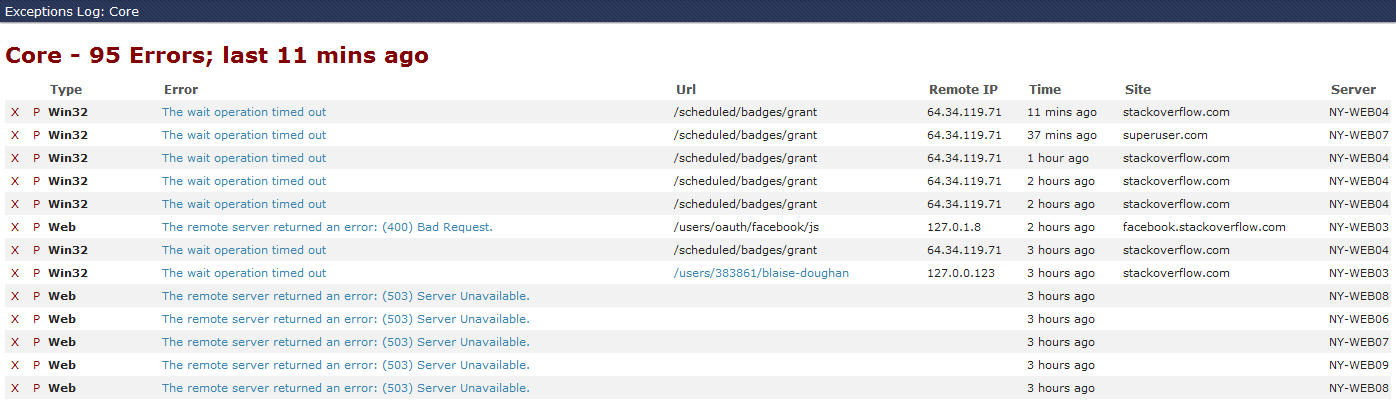 Exceptions Log: Core
Core - 95 Errors; last 11 mins ago
Type Error Url Remote IP Time Site Server
X P Win32 The wait operation timed out /scheduled/badges/grant 64.34.119.71 11 mins ago stackoverflow.com NY-WEB04
X P Win32 The wait operation timed out /scheduled/badges/grant 64.34.119.71 37 mins ago superuser.com NY-WEB07
X P Win32 The wait operation timed out /scheduled/badges/grant 64.34.119.71 1 hour ago stackoverflow.com NY-WEB04
X P Win32 The wait operation timed out /scheduled/badges/grant 64.34.119.71 2 hours ago stackoverflow.com NY-WEB04
X P Win32 The wait operation timed out /scheduled/badges/grant 64.34.119.71 2 hours ago stackoverflow.com NY-WEB04
X P Web The remote server returned an error: (400) Bad Request. /users/oauth/facebook/js 127.0.1.8 2 hours ago facebook.stackoverflow.com NY-WEB03
X P Win32 The wait operation timed out /scheduled/badges/grant 64.34.119.71 3 hours ago stackoverflow.com NY-WEB04
X P Win32 The wait operation timed out /users/383861/blaise-doughan 127.0.0.123 3 hours ago stackoverflow.com NY-WEB03
X P Web The remote server returned an error: (503) Server Unavailable. 3 hours ago NY-WEB08
X P Web The remote server returned an error: (503) Server Unavailable. 3 hours ago NY-WEB06
X P Web The remote server returned an error: (503) Server Unavailable. 3 hours ago NY-WEB07
X P Web The remote server returned an error: (503) Server Unavailable. 3 hours ago NY-WEB09
X P Web The remote server returned an error: (503) Server Unavailable. 3 hours ago NY-WEB08